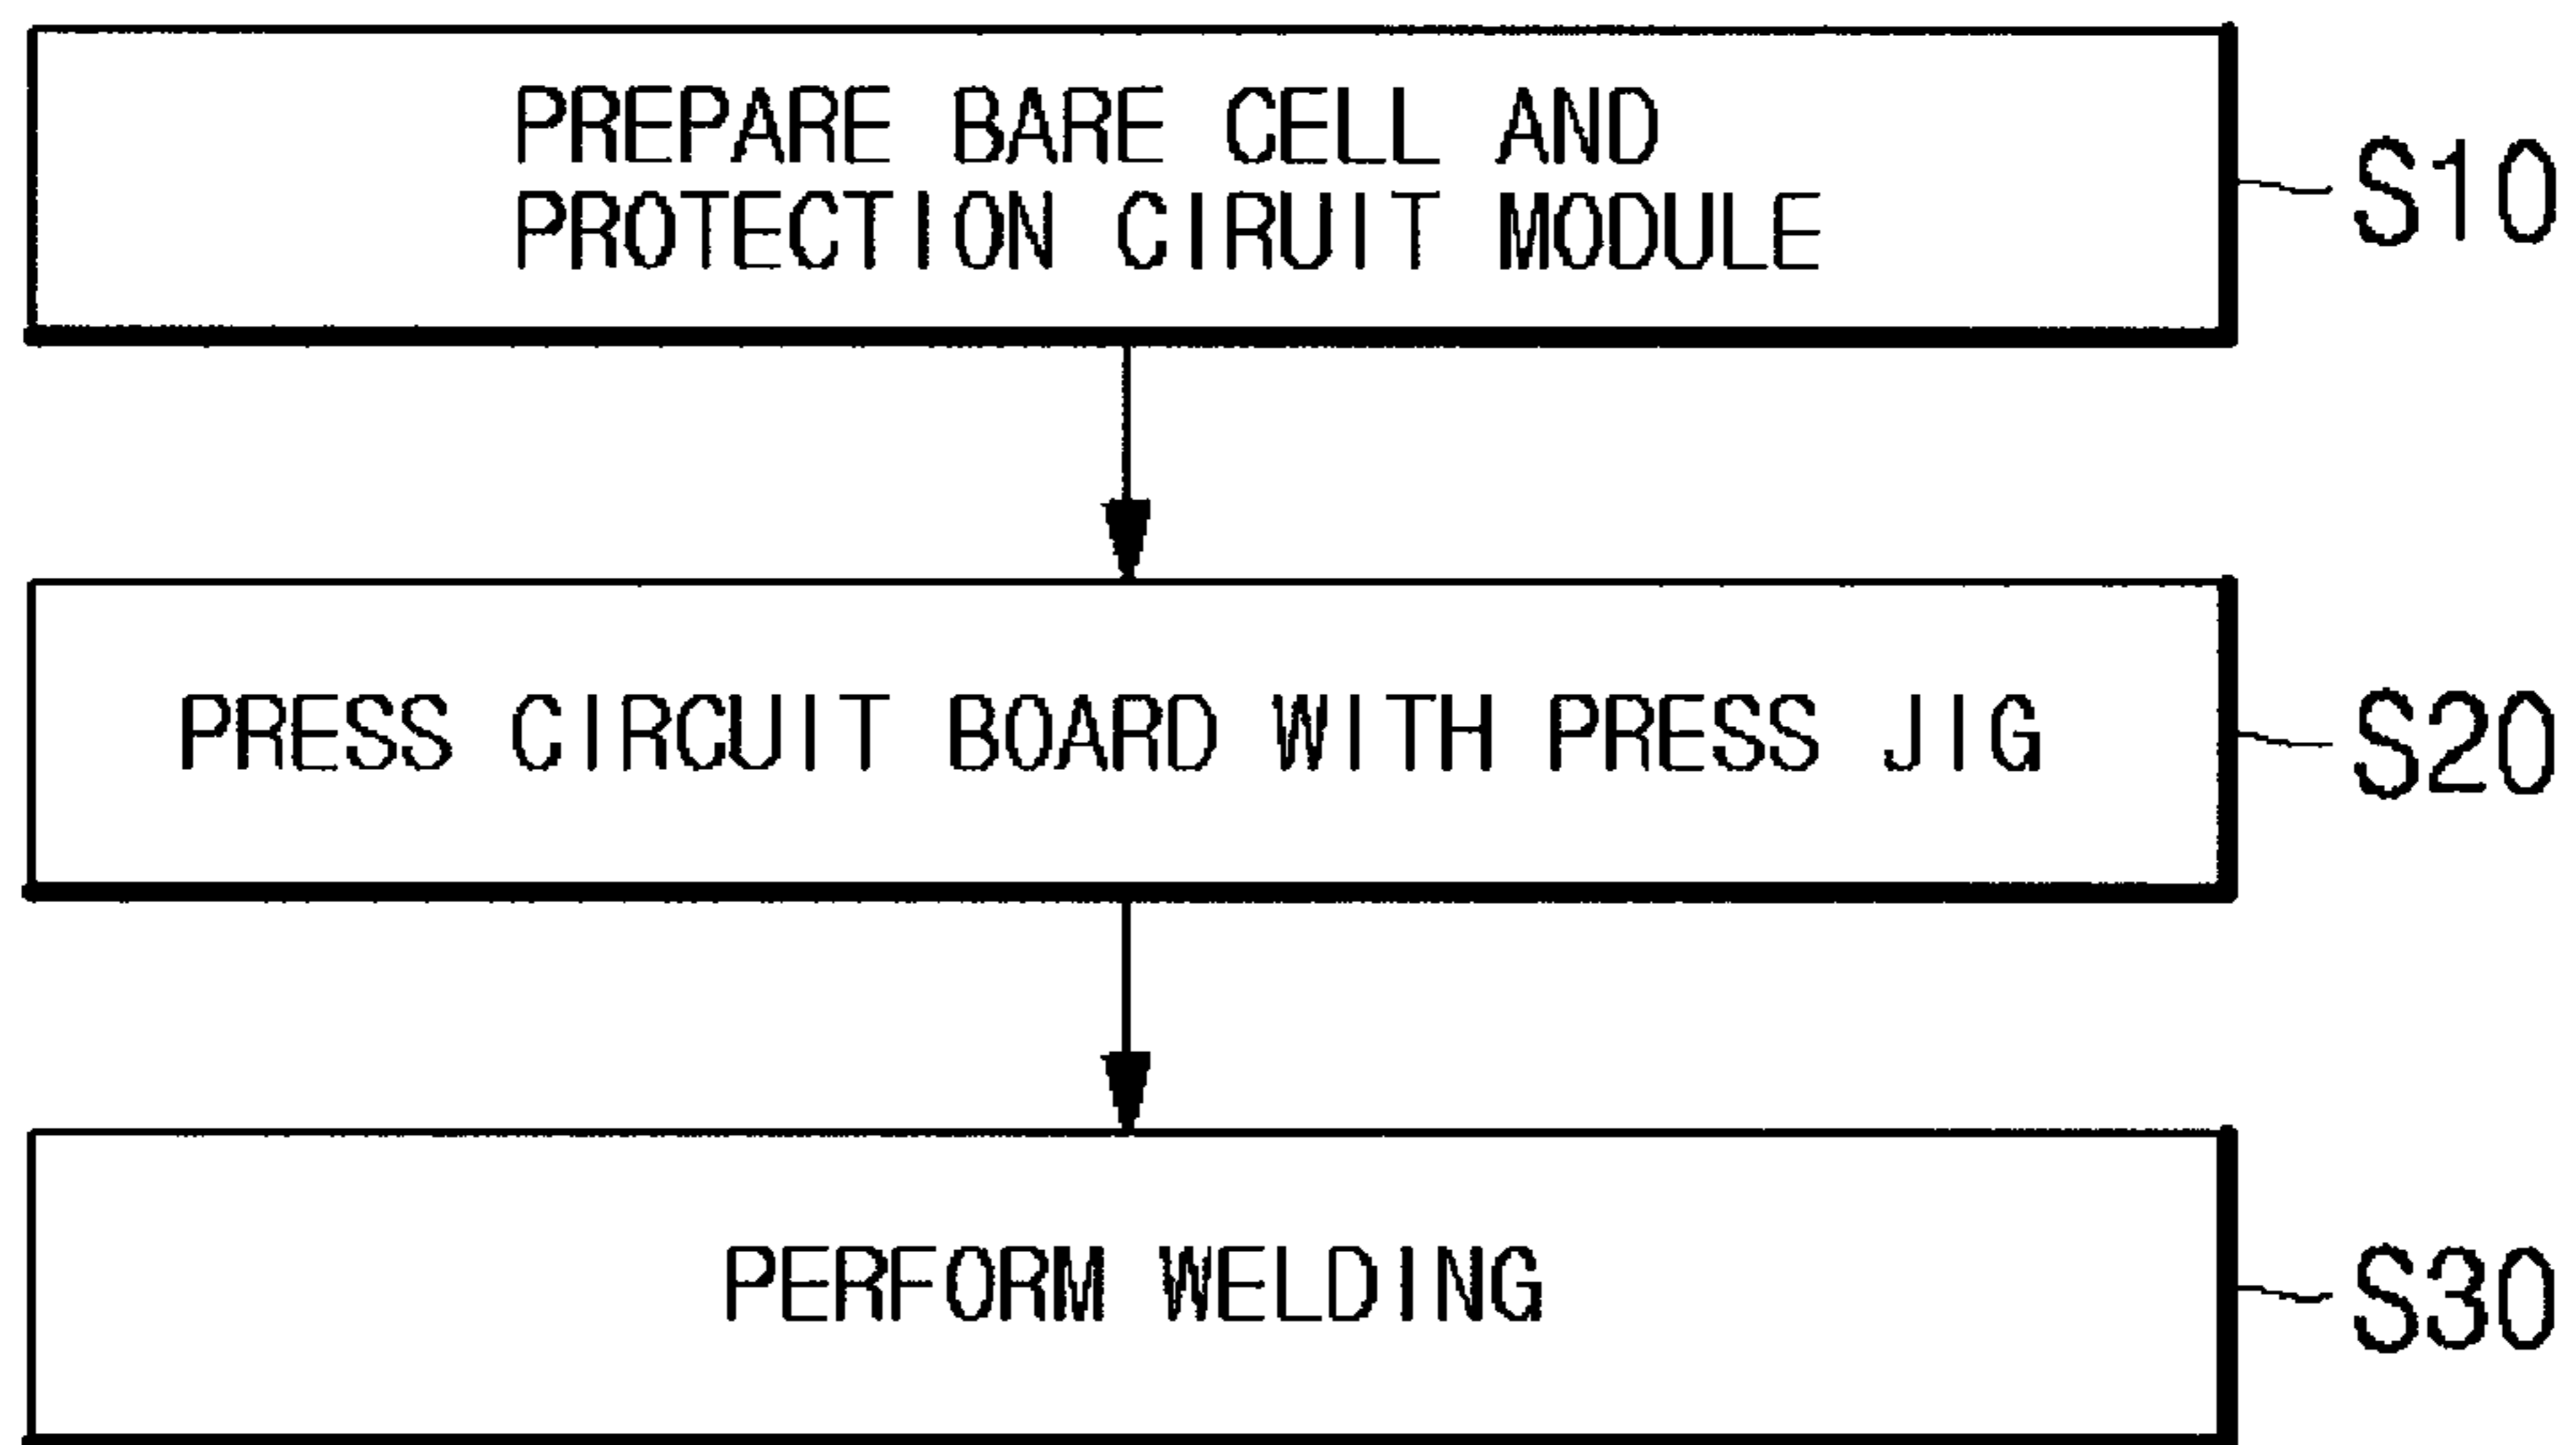 PREPARE BARE CELL AND
PROTECTION CIRUIT MODULE
S10
PRESS CIRCUIT BOARD WITH PRESS JIG
S20
PERFORM WELDING
S30